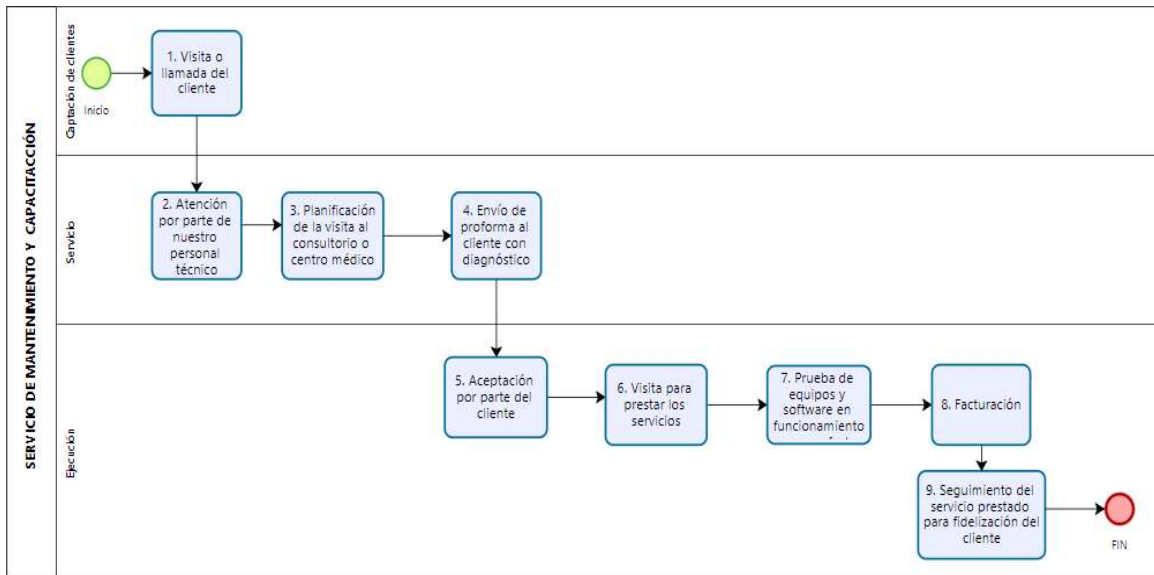 SERVICIO DE MANTENIMIENTO Y CAPACITACCIÓN
Captación de clientes
Inicio
1. Visita o
llamada del
cliente
Servicio
2. Atención
por parte de
nuestro
personal
técnico
3. Planificación
de la visita al
consultorio o
centro médico
4. Envío de
proforma al
cliente con
diagnóstico
Ejecución
5. Aceptación
por parte del
cliente
6. Visita para
prestar los
servicios
7. Prueba de
equipos y
software en
funcionamiento
8. Facturación
9. Seguimiento del
servicio prestado
para fidelización del
cliente
FIN